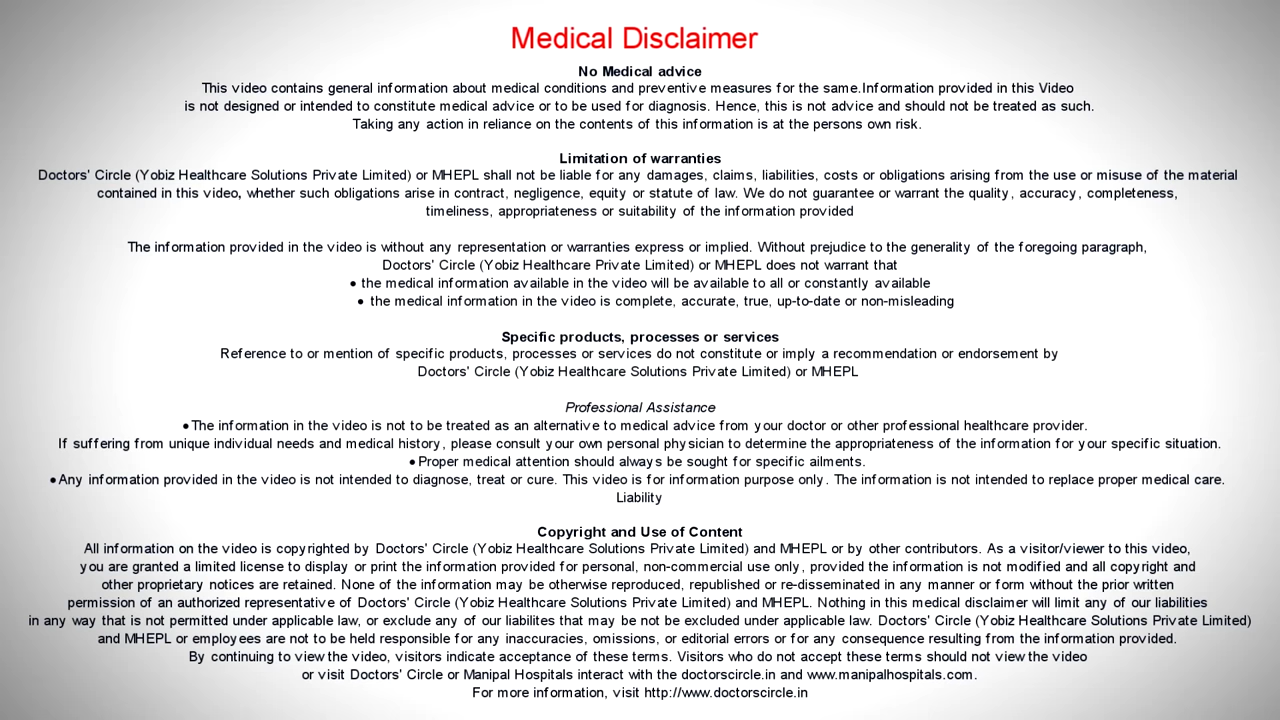 Medical Disclaimer
No Medical advice
This video contains general information about medical conditions and preventive measures for the same.Information provided in this Video
is not designed or intended to constitute medical advice or to be used for diagnosis. Hence, this is not advice and should not be treated as such.
Taking any action in reliance on the contents of this information is at the persons own risk.
Limitation of warranties
Doctors' Circle (Yobiz Healthcare Solutions Private Limited) or MHEPL shall not be liable for any damages, claims, liabilities, costs or obligations arising from the use or misuse of the material
contained in this video, whether such obligations arise in contract, negligence, equity or statute of law. We do not guarantee or warrant the quality, accuracy, completeness,
timeliness, appropriateness or suitability of the information provided
The information provided in the video is without any representation or warranties express or implied. Without prejudice to the generality of the foregoing paragraph,
Doctors' Circle (Yobiz Healthcare Private Limited) or MHEPL does not warrant that
• the medical information available in the video will be available to all or constantly available
• the medical information in the video is complete, accurate, true, up-to-date or non-misleading
Specific products, processes or services
Reference to or mention of specific products, processes or services do not constitute or imply a recommendation or endorsement by
Doctors' Circle (Yobiz Healthcare Solutions Private Limited) or MHEPL
Professional Assistance
•The information in the video is not to be treated as an alternative to medical advice from your doctor or other professional healthcare provider.
If suffering from unique individual needs and medical history, please consult your own personal physician to determine the appropriateness of the information for your specific situation.
•Proper medical attention should always be sought for specific ailments.
•Any information provided in the video is not intended to diagnose, treat or cure. This video is for information purpose only. The information is not intended to replace proper medical care.
Liability
Copyright and Use of Content
All information on the video is copyrighted by Doctors' Circle (Yobiz Healthcare Solutions Private Limited) and MHEPL or by other contributors. As a visitor/viewer to this video,
you are granted a limited license to display or print the information provided for personal, non-commercial use only, provided the information is not modified and all copyright and
other proprietary notices are retained. None of the information may be otherwise reproduced, republished or re-disseminated in any manner or form without the prior written
permission of an authorized representative of Doctors' Circle (Yobiz Healthcare Solutions Private Limited) and MHEPL. Nothing in this medical disclaimer will limit any of our liabilities
in any way that is not permitted under applicable law, or exclude any of our liabilites that may be not be excluded under applicable law. Doctors' Circle (Yobiz Healthcare Solutions Private Limited)
and MHEPL or employees are not to be held responsible for any inaccuracies, omissions, or editorial errors or for any consequence resulting from the information provided.
By continuing to view the video, visitors indicate acceptance of these terms. Visitors who do not accept these terms should not view the video
or visit Doctors' Circle or Manipal Hospitals interact with the doctorscircle.in and www.manipalhospitals.com.
For more information, visit http://www.doctorscircle.in